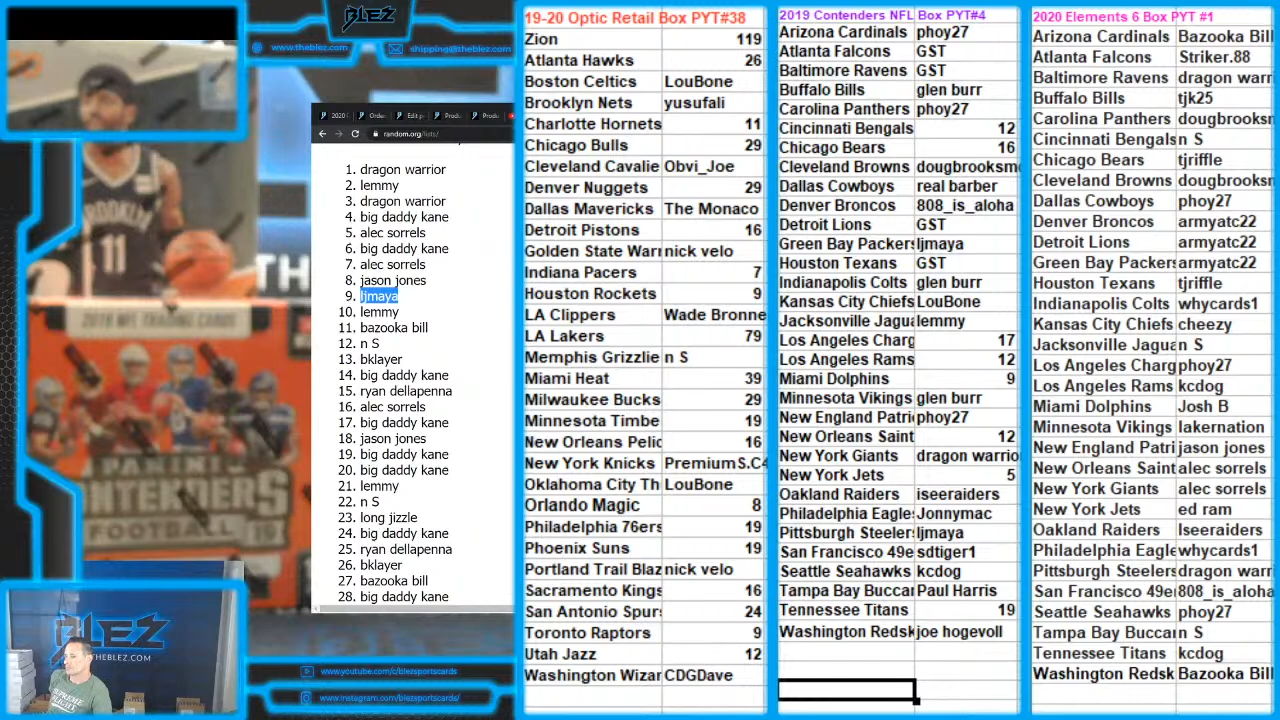 BLEZ
www.theblez.com
shipping@theblez.com
random.org/lists/
1. dragon warrior
2. lemmy
3. dragon warrior
4. big daddy kane
5. alec sorrels
6. big daddy kane
7. alec sorrels
8. jason jones
9. ljmaya
10. lemmy
11. bazooka bill
12. n S
13. bklayer
14. big daddy kane
15. ryan dellapenna
16. alec sorrels
17. big daddy kane
18. jason jones
19. big daddy kane
20. big daddy kane
21. lemmy
22. n S
23. long jizzle
24. big daddy kane
25. ryan dellapenna
26. bklayer
27. bazooka bill
28. big daddy kane
BROOKLYN
11
PANINI
CONTENDERS
FOOTBALL
BLEZ
THEBLEZ.COM
www.youtube.com/c/blezsportscards
www.instagram.com/blezsportscards/
19-20 Optic Retail Box PYT#38
Zion 119
Atlanta Hawks 26
Boston Celtics LouBone
Brooklyn Nets yusufali
Charlotte Hornets 11
Chicago Bulls 29
Cleveland Cavalie Obvi_Joe
Denver Nuggets 29
Dallas Mavericks The Monaco
Detroit Pistons 16
Golden State Warr nick velo
Indiana Pacers 7
Houston Rockets 9
LA Clippers Wade Bronne
LA Lakers 79
Memphis Grizzlie n S
Miami Heat 39
Milwaukee Bucks 29
Minnesota Timbe 19
New Orleans Pelic 16
New York Knicks PremiumS.C4
Oklahoma City Th LouBone
Orlando Magic 8
Philadelphia 76ers 19
Phoenix Suns 19
Portland Trail Blaz nick velo
Sacramento Kings 16
San Antonio Spurs 24
Toronto Raptors 9
Utah Jazz 12
Washington Wizar CDGDave
2019 Contenders NFL Box PYT#4
Arizona Cardinals phoy27
Atlanta Falcons GST
Baltimore Ravens GST
Buffalo Bills glen burr
Carolina Panthers phoy27
Cincinnati Bengals 12
Chicago Bears 16
Cleveland Browns dougbrooksmo
Dallas Cowboys real barber
Denver Broncos 808_is_aloha
Detroit Lions GST
Green Bay Packers ljmaya
Houston Texans GST
Indianapolis Colts glen burr
Kansas City Chiefs LouBone
Jacksonville Jagua lemmy
Los Angeles Charg 17
Los Angeles Rams 12
Miami Dolphins 9
Minnesota Vikings glen burr
New England Patri phoy27
New Orleans Saint 12
New York Giants dragon warrio
New York Jets 5
Oakland Raiders iseeraiders
Philadelphia Eagle Jonnymac
Pittsburgh Steeler ljmaya
San Francisco 49e sdtiger1
Seattle Seahawks kcdog
Tampa Bay Buccar Paul Harris
Tennessee Titans 19
Washington Redsk joe hogevoll
2020 Elements 6 Box PYT #1
Arizona Cardinals Bazooka Bill
Atlanta Falcons Striker.88
Baltimore Ravens dragon warr
Buffalo Bills tjk25
Carolina Panthers dougbrooksm
Cincinnati Bengals n S
Chicago Bears tjriffle
Cleveland Browns dougbrooksm
Dallas Cowboys phoy27
Denver Broncos armyatc22
Detroit Lions armyatc22
Green Bay Packers armyatc22
Houston Texans tjriffle
Indianapolis Colts whycards1
Kansas City Chiefs cheezy
Jacksonville Jagua n S
Los Angeles Charg phoy27
Los Angeles Rams kcdog
Miami Dolphins Josh B
Minnesota Vikings lakernation
New England Patri jason jones
New Orleans Saint alec sorrels
New York Giants alec sorrels
New York Jets ed ram
Oakland Raiders Iseeraiders
Philadelphia Eagle whycards1
Pittsburgh Steelers dragon warr
San Francisco 49e 808_is_aloha
Seattle Seahawks phoy27
Tampa Bay Buccan n S
Tennessee Titans kcdog
Washington Redsk Bazooka Bill